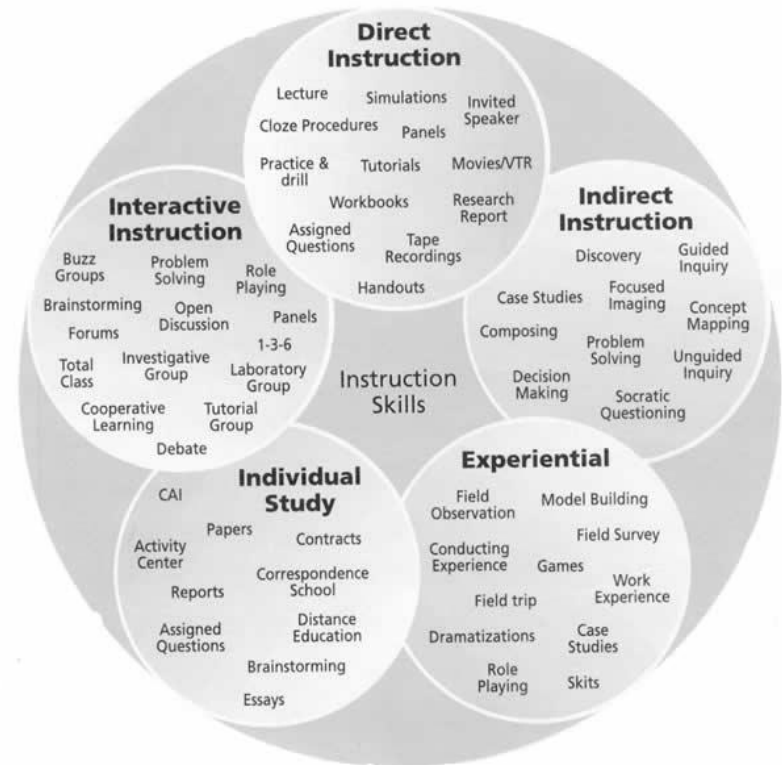 Direct
Instruction
Lecture
Simulations
Invited
Speaker
Cloze Procedures
Panels
Practice &
drill
Tutorials
Movies/VTR
Workbooks
Research
Report
Assigned
Questions
Tape
Recordings
Handouts
Interactive
Instruction
Buzz
Groups
Problem
Solving
Role
Playing
Brainstorming
Open
Discussion
Panels
Forums
1-3-6
Total
Class
Investigative
Group
Laboratory
Group
Cooperative
Learning
Tutorial
Group
Debate
Indirect
Instruction
Discovery
Guided
Inquiry
Case Studies
Focused
Imaging
Concept
Mapping
Composing
Problem
Solving
Unguided
Inquiry
Decision
Making
Socratic
Questioning
Instruction
Skills
Individual
Study
CAI
Papers
Contracts
Activity
Center
Correspondence
School
Reports
Distance
Education
Assigned
Questions
Brainstorming
Essays
Experiential
Field
Observation
Model Building
Field Survey
Conducting
Experience
Games
Work
Experience
Field trip
Dramatizations
Case
Studies
Role
Playing
Skits